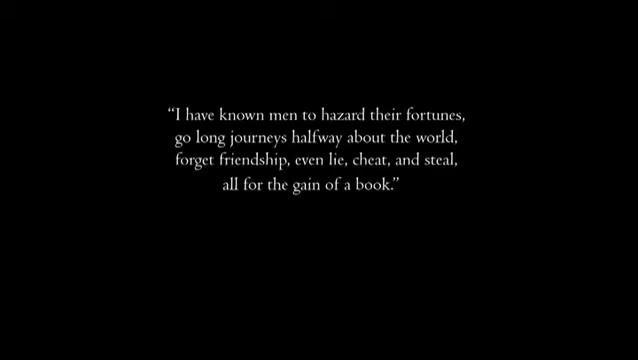 “I have known men to hazard their fortunes,
go long journeys halfway about the world,
forget friendship, even lie, cheat, and steal,
all for the gain of a book.”